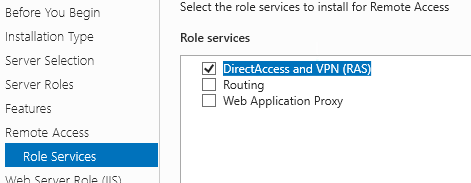 Select the role services to install for Remote Access
Before You Begin
Installation Type
Server Selection
Server Roles
Features
Remote Access
Role Services
Web Server Role (IIS)
Role services
DirectAccess and VPN (RAS)
Routing
Web Application Proxy